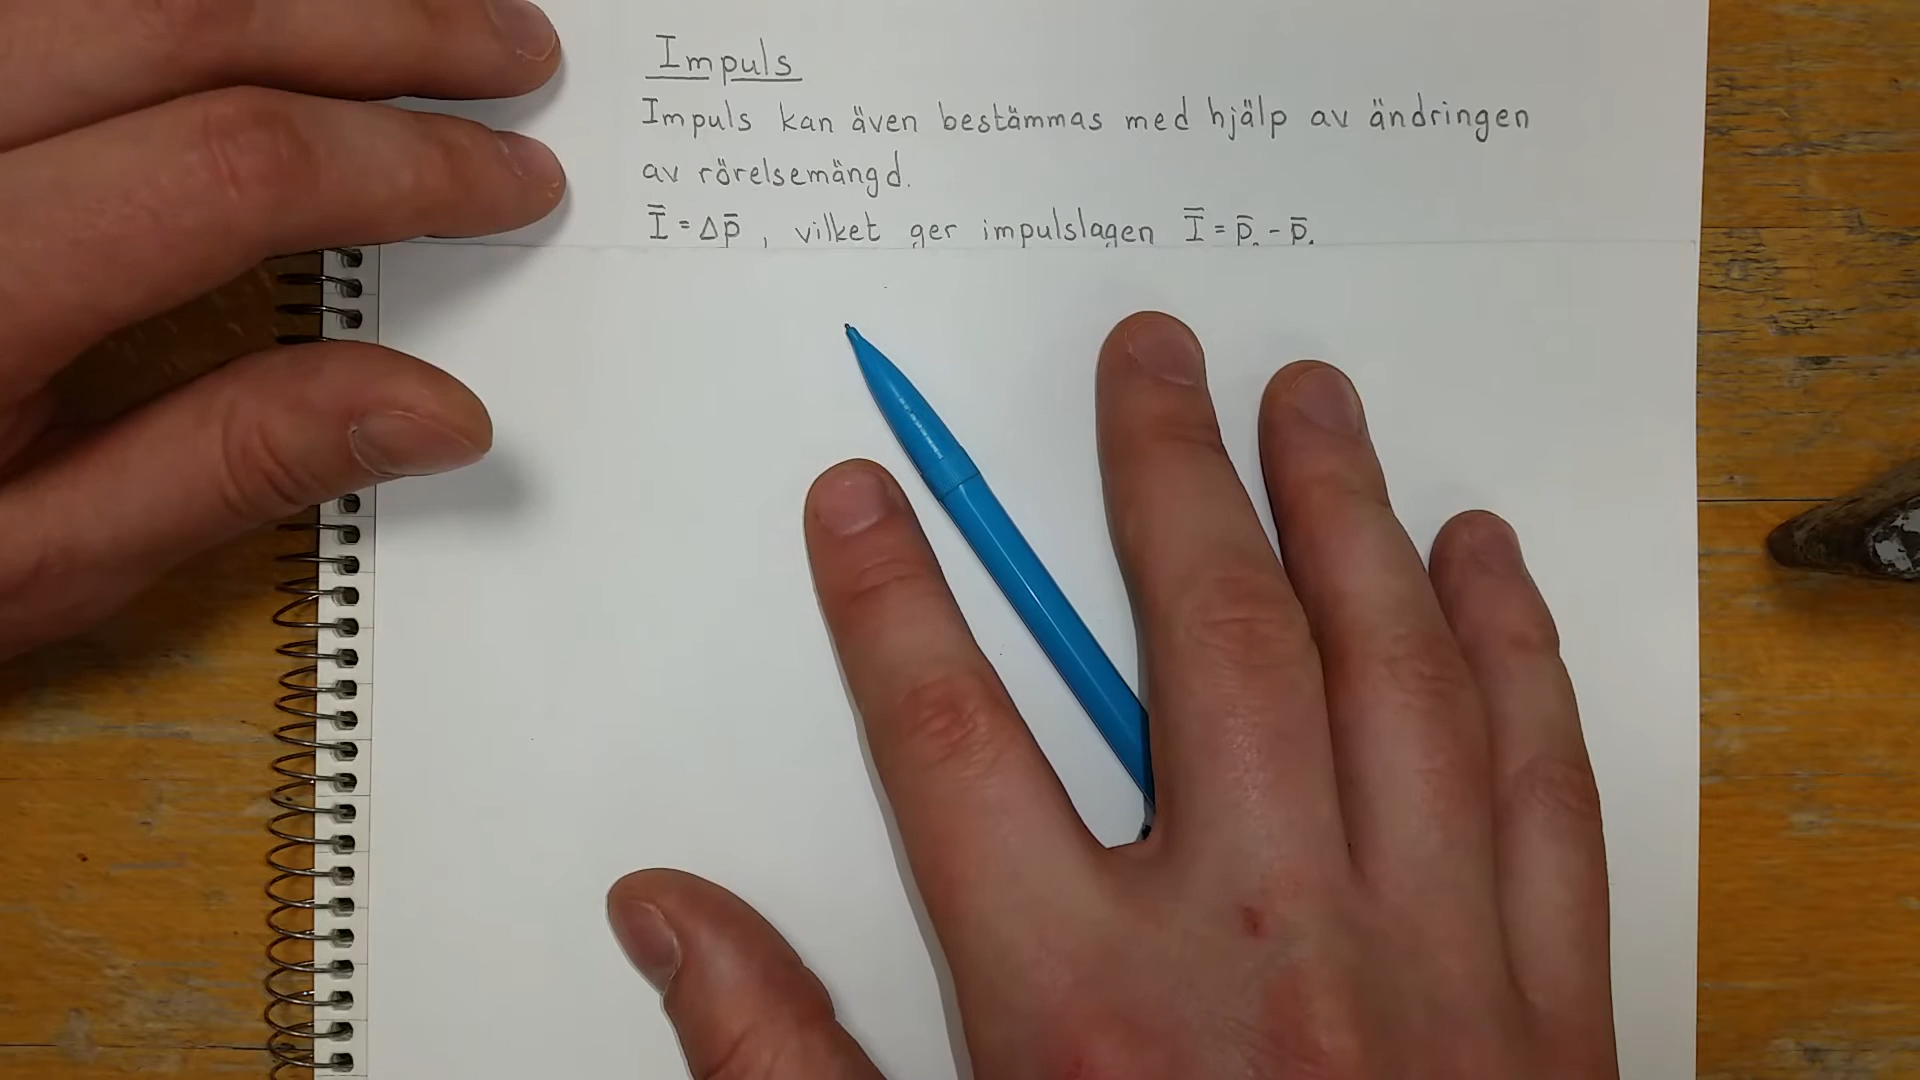 Impuls
Impuls kan även bestämmas med hjälp av ändringen
av rörelsemängd.
I̅ = Δp̅ , vilket ger impulslagen I̅ = p̅ - p̅